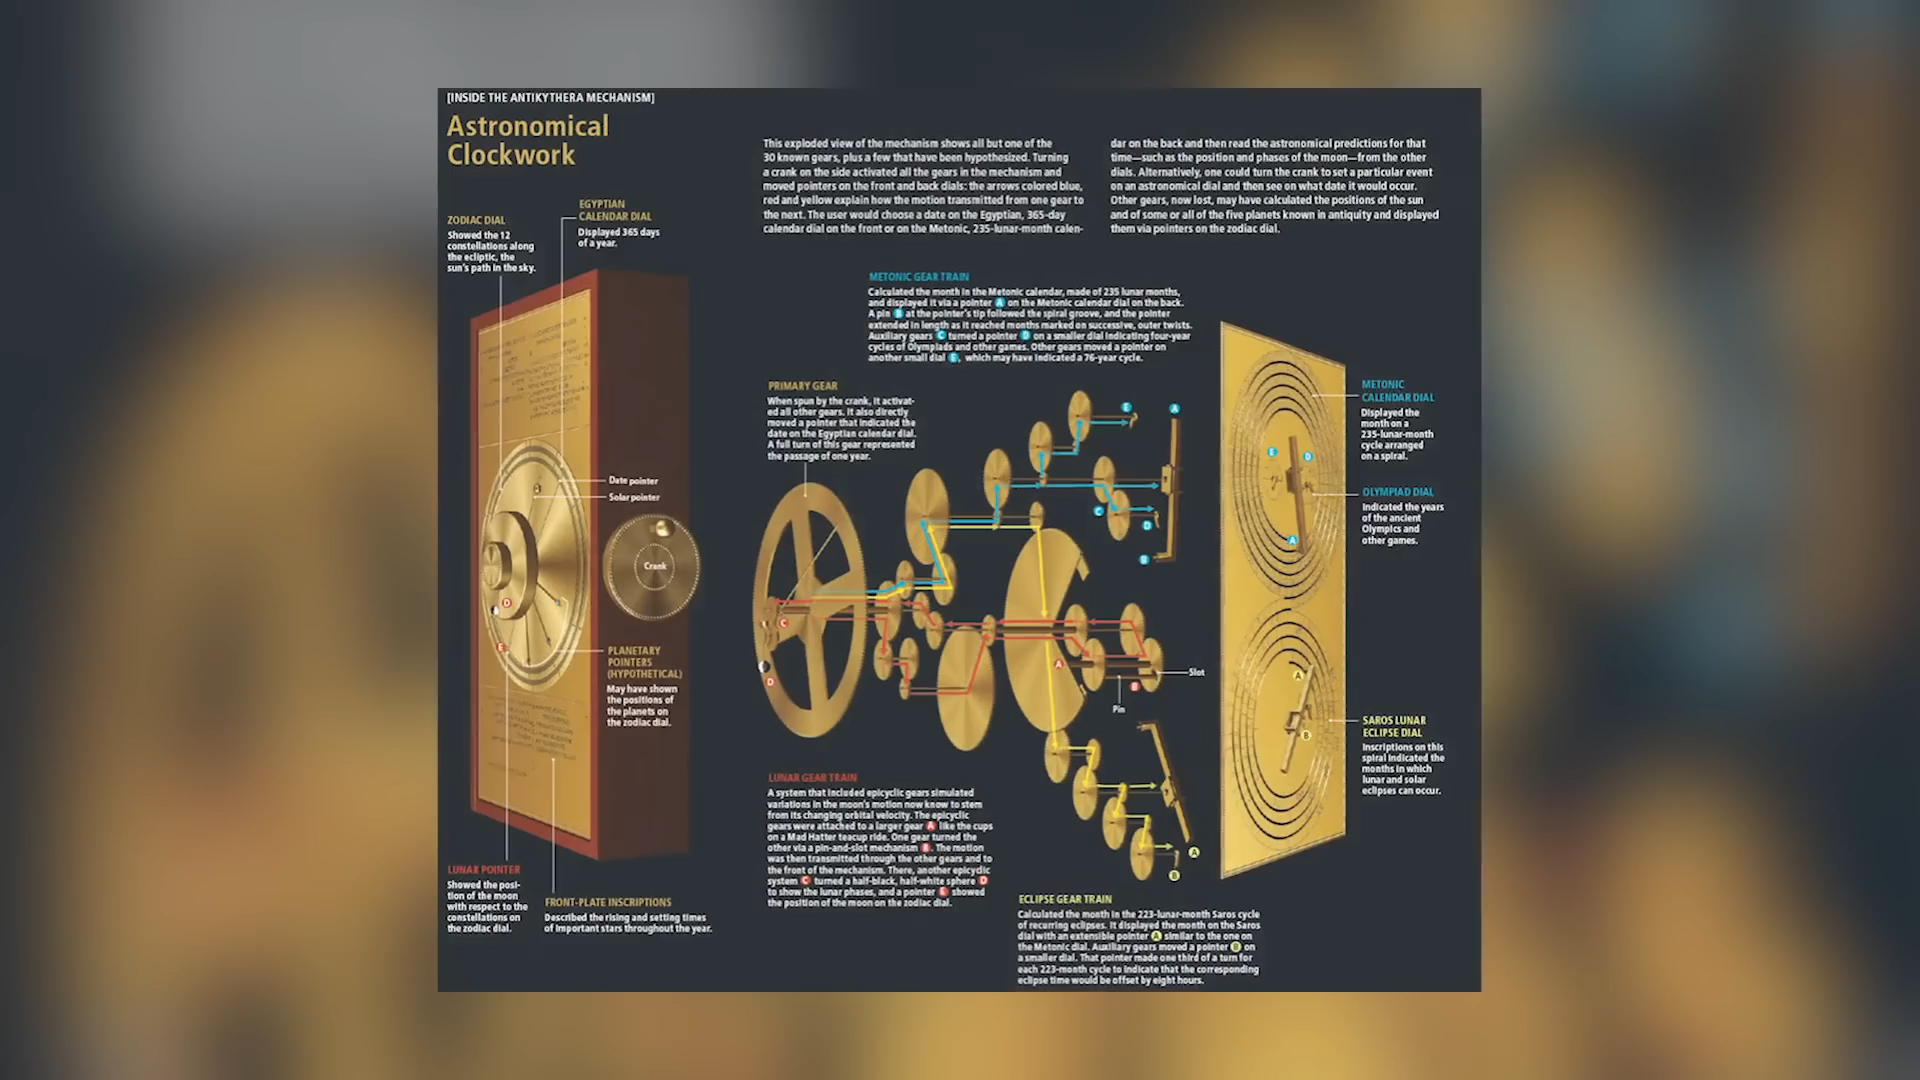 [INSIDE THE ANTIKYTHERA MECHANISM]
Astronomical
Clockwork
This exploded view of the mechanism shows all but one of the
30 known gears, plus a few that have been hypothesized. Turning
a crank on the side activated all the gears in the mechanism and
moved pointers on the front and back dials: the arrows colored blue,
red and yellow explain how the motion transmitted from one gear to
the next. The user would choose a date on the Egyptian, 365-day
calendar dial on the front or on the Metonic, 235-lunar-month calen-
dar on the back and then read the astronomical predictions for that
time—such as the position and phases of the moon—from the other
dials. Alternatively, one could turn the crank to set a particular event
on an astronomical dial and then see on what date it would occur.
Other gears, now lost, may have calculated the positions of the sun
and of some or all of the five planets known in antiquity and displayed
them via pointers on the zodiac dial.
ZODIAC DIAL
Showed the 12
constellations along
the ecliptic, the
sun's path in the sky.
EGYPTIAN
CALENDAR DIAL
Displayed 365 days
of a year.
Date pointer
Solar pointer
Crank
D
E
PLANETARY
POINTERS
(HYPOTHETICAL)
May have shown
the positions of
the planets on
the zodiac dial.
LUNAR POINTER
Showed the posi-
tion of the moon
with respect to the
constellations on
the zodiac dial.
FRONT-PLATE INSCRIPTIONS
Described the rising and setting times
of important stars throughout the year.
METONIC GEAR TRAIN
Calculated the month in the Metonic calendar, made of 235 lunar months,
and displayed it via a pointer A on the Metonic calendar dial on the back.
A pin B at the pointer's tip followed the spiral groove, and the pointer
extended in length as it reached months marked on successive, outer twists.
Auxiliary gears C turned a pointer D on a smaller dial indicating four-year
cycles of Olympiads and other games. Other gears moved a pointer on
another small dial E, which may have indicated a 76-year cycle.
PRIMARY GEAR
When spun by the crank, it activat-
ed all other gears. It also directly
moved a pointer that indicated the
date on the Egyptian calendar dial.
A full turn of this gear represented
the passage of one year.
E
A
C
D
B
C
D
A
B
Slot
Pin
A
B
LUNAR GEAR TRAIN
A system that included epicyclic gears simulated
variations in the moon's motion now know to stem
from its changing orbital velocity. The epicyclic
gears were attached to a larger gear A like the cups
on a Mad Hatter teacup ride. One gear turned the
other via a pin-and-slot mechanism B. The motion
was then transmitted through the other gears and to
the front of the mechanism. There, another epicyclic
system C turned a half-black, half-white sphere D
to show the lunar phases, and a pointer E showed
the position of the moon on the zodiac dial.
ECLIPSE GEAR TRAIN
Calculated the month in the 223-lunar-month Saros cycle
of recurring eclipses. It displayed the month on the Saros
dial with an extensible pointer A similar to the one on
the Metonic dial. Auxiliary gears moved a pointer B on
a smaller dial. That pointer made one third of a turn for
each 223-month cycle to indicate that the corresponding
eclipse time would be offset by eight hours.
E
D
A
A
B
METONIC
CALENDAR DIAL
Displayed the
month on a
235-lunar-month
cycle arranged
on a spiral.
OLYMPIAD DIAL
Indicated the years
of the ancient
Olympics and
other games.
SAROS LUNAR
ECLIPSE DIAL
Inscriptions on this
spiral indicated the
months in which
lunar and solar
eclipses can occur.